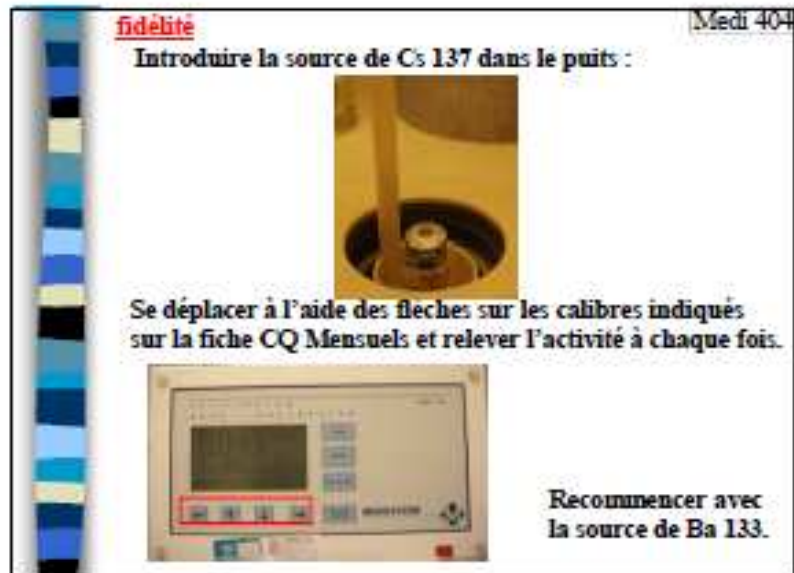 fidélité
Medi 404
Introduire la source de Cs 137 dans le puits :
Se déplacer à l'aide des flèches sur les calibres indiqués
sur la fiche CQ Mensuels et relever l'activité à chaque fois.
Recommencer avec
la source de Ba 133.